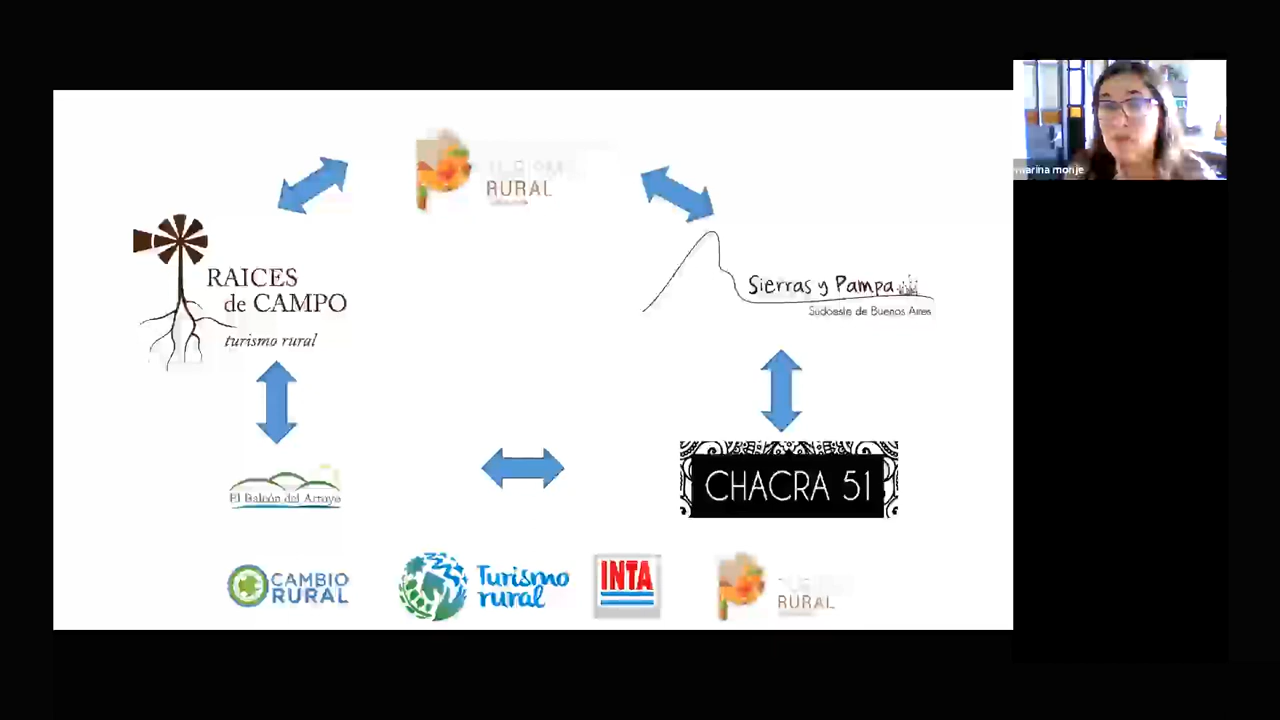 RURAL
RAICES
de CAMPO
turismo rural
Sierras y Pampa
Sudoeste de Buenos Aires
marina monje
El Balcón del Arroyo
CHACRA 51
CAMBIO
RURAL
Turismo
rural
INTA
RURAL